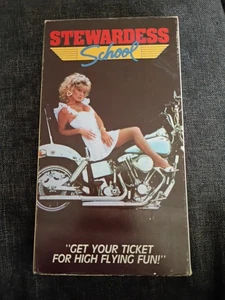 STEWARDESS
School
"GET YOUR TICKET
FOR HIGH FLYING FUN!"